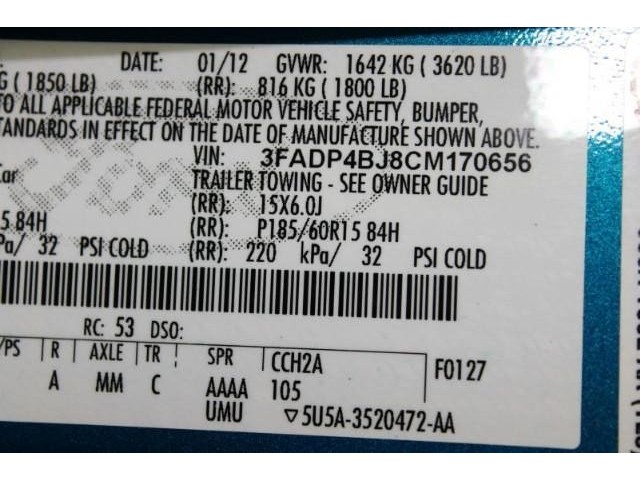 DATE: 01/12 GVWR: 1642 KG ( 3620 LB)
G ( 1850 LB) (RR): 816 KG ( 1800 LB)
TO ALL APPLICABLE FEDERAL MOTOR VEHICLE SAFETY, BUMPER,
TANDARDS IN EFFECT ON THE DATE OF MANUFACTURE SHOWN ABOVE.
VIN: 3FADP4BJ8CM170656
Car TRAILER TOWING - SEE OWNER GUIDE
(RR): 15X6.0J
5 84H (RR): P185/60R15 84H
Pa/ 32 PSI COLD (RR): 220 kPa/ 32 PSI COLD
RC: 53 DSO:
/PS R AXLE TR SPR CCH2A F0127
A MM C AAAA 105
UMU ▽5U5A-3520472-AA